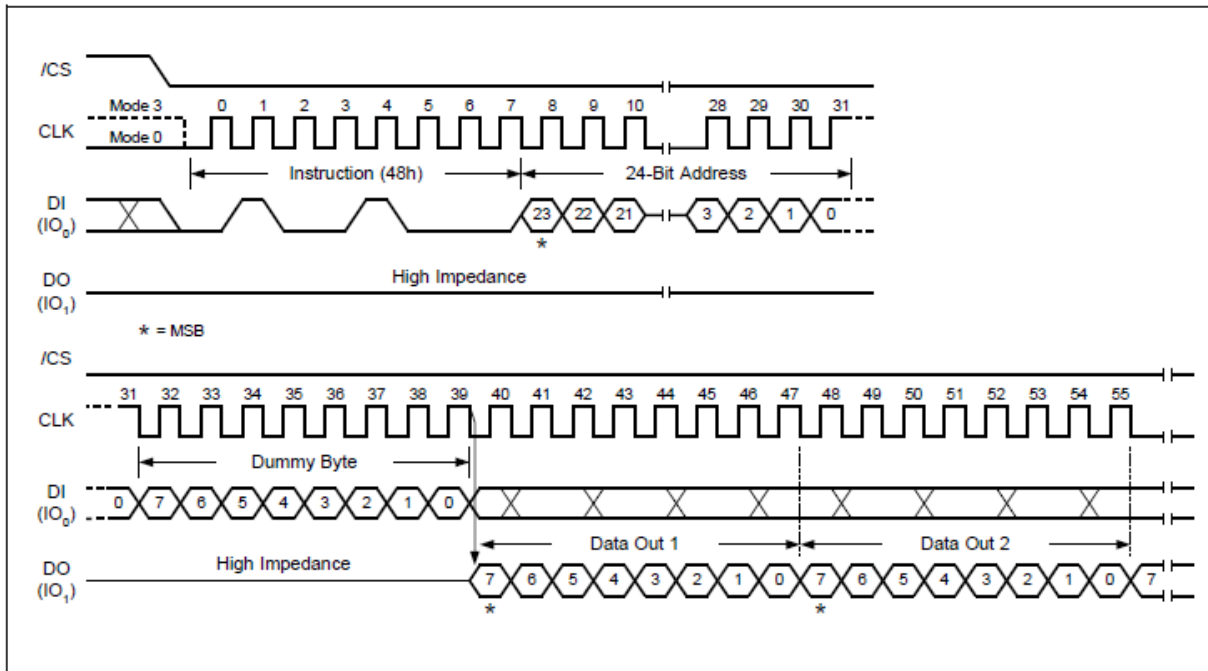 /CS
Mode 3 0 1 2 3 4 5 6 7 8 9 10 28 29 30 31
CLK
Mode 0
Instruction (48h) 24-Bit Address
DI
(IO0) 23 22 21 3 2 1 0
*
DO High Impedance
(IO1)
* = MSB
/CS
31 32 33 34 35 36 37 38 39 40 41 42 43 44 45 46 47 48 49 50 51 52 53 54 55
CLK
Dummy Byte
DI
(IO0) 0 7 6 5 4 3 2 1 0
Data Out 1 Data Out 2
DO High Impedance
(IO1) 7 6 5 4 3 2 1 0 7 6 5 4 3 2 1 0 7
* *